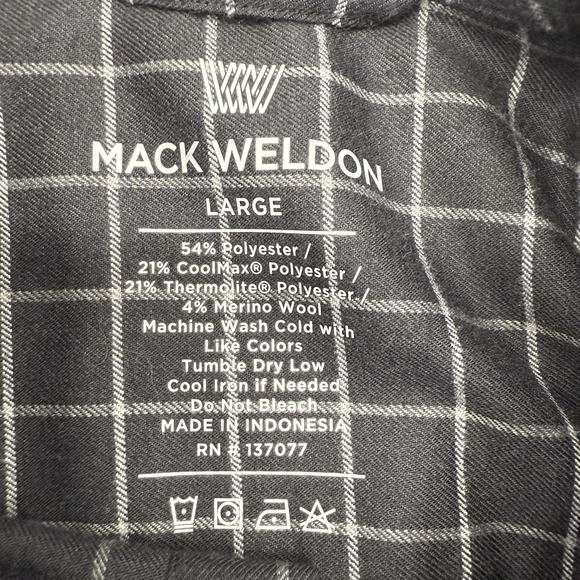 MACK WELDON
LARGE
54% Polyester /
21% CoolMax® Polyester /
21% Thermolite® Polyester /
4% Merino Wool
Machine Wash Cold with
Like Colors
Tumble Dry Low
Cool Iron if Needed
Do Not Bleach
MADE IN INDONESIA
RN # 137077